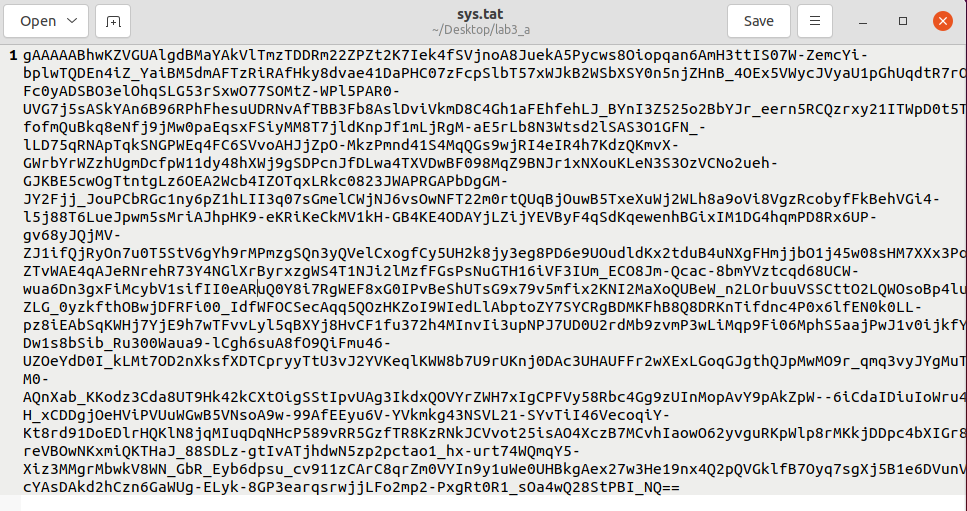 Open
sys.tat
~/Desktop/lab3_a
Save
1 gAAAAABhwKZVGUAlgdBMaYAkVlTmzTDDRm22ZPZt2K7Iek4fSVjnoA8JuekA5Pycws8Oiopqan6AmH3ttIS07W-ZemcYi-
bplwTQDEn4iZ_YaiBM5dmAFTzRiRAfHky8dvae41DaPHC07zFcpSlbT57xWJkB2WSbXSY0n5njZHnB_4OEx5VWycJVyaU1pGhUqdtR7rO
Fc0yADSBO3elOhqSLG53rSxwO77SOMtZ-WPl5PAR0-
UVG7j5sASkYAn6B96RPhFhesuUDRNvAfTBB3Fb8AslDviVkmD8C4Gh1aFEhfehLJ_BYnI3Z525o2BbYJr_eern5RCQzrxy21ITWpD0t5T
fofmQuBkq8eNfj9jMw0paEqsxFSiyMM8T7jldKnpJf1mLjRgM-aE5rLb8N3Wtsd2lSAS3O1GFN_-
lLD75qRNApTqkSNGPWEq4FC6SVvoAHJjZpO-MkzPmnd41S4MqQGs9wjRI4eIR4h7KdzQKmvX-
GWrbYrWZzhUgmDcfpW11dy48hXWj9gSDPcnJfDLwa4TXVDwBF098MqZ9BNJr1xNXouKLeN3S3OzVCNo2ueh-
GJKBE5cwOgTtntgLz6OEA2Wcb4IZOTqxLRkc0823JWAPRGAPbDgGM-
JY2Fjj_JouPCbRGc1ny6pZ1hLII3q07sGmelCWjNJ6vsOwNFT22m0rtQUqBjOuwB5TxeXuWj2WLh8a9oVi8VgzRcobyfFkBehVGi4-
l5j88T6LueJpwm5sMriAJhpHK9-eKRiKeCkMV1kH-GB4KE4ODAYjLZijYEVByF4qSdKqewenhBGixIM1DG4hqmPD8Rx6UP-
gv68yJQjMV-
ZJ1ifQjRyOn7u0T5StV6gYh9rMPmzgSQn3yQVelCxogfCy5UH2k8jy3eg8PD6e9UOudldKx2tduB4uNXgFHmjjbO1j45w08sHM7XXx3Po
ZTvWAE4qAJeRNrehR73Y4NGlXrByrxzgWS4T1NJi2lMzfFGsPsNuGTH16iVF3IUm_ECO8Jm-Qcac-8bmYVztcqd68UCW-
wua6Dn3gxFiMcybV1sifII0eARuQ0Y8i7RgWEF8xG0IPvBeShUTsG9x79v5mfix2KNI2MaXoQUBeW_n2LOrbuuVSSCttO2LQWOsoBp4lu
ZLG_0yzkfthOBwjDFRFi00_IdfWFOCSecAqq5QOzHKZoI9WIedLlAbptoZY7SYCRgBDMKFhB8Q8DRKnTifdnc4P0x6lfEN0k0LL-
pz8iEAbSqKWHj7YjE9h7wTFvvLyl5qBXYj8HvCF1fu372h4MInvIi3upNPJ7UD0U2rdMb9zvmP3wLiMqp9Fi06MphS5aajPwJ1v0ijkfY
Dw1s8bSib_Ru300Waua9-lCgh6suA8fO9QiFmu46-
UZOeYdD0I_kLMt7OD2nXksfXDTCpryyTtU3vJ2YVKeqlKWW8b7U9rUKnj0DAc3UHAUFFr2wXExLGoqGJgthQJpMwMO9r_qmq3vyJYgMuT
M0-
AQnXab_KKodz3Cda8UT9Hk42kCXtOigSStIpvUAg3IkdxQOVYrZWH7xIgCPFVy58Rbc4Gg9zUInMopAvY9pAkZpW--6iCdaIDiuIoWru4
H_xCDDgjOeHViPVUuWGwB5VNsoA9w-99AfEEyu6V-YVkmkg43NSVL21-SYvTiI46VecoqiY-
Kt8rd91DoEDlrHQKlN8jqMIuqDqNHcP589vRR5GzfTR8KzRNkJCVvot25isAO4XczB7MCvhIaowO62yvguRKpWlp8rMKkjDDpc4bXIGr8
reVBOwNKxmiQKTHaJ_88SDLz-gtIvATjhdwN5zp2pctao1_hx-urt74WQmqY5-
Xiz3MMgrMbwkV8WN_GbR_Eyb6dpsu_cv911zCArC8qrZm0VYIn9y1uWe0UHBkgAex27w3He19nx4Q2pQVGklfB7Oyq7sgXj5B1e6DVunV
cYAsDAkd2hCzn6GaWUg-ELyk-8GP3earqsrwjjLFo2mp2-PxgRt0R1_sOa4wQ28StPBI_NQ==